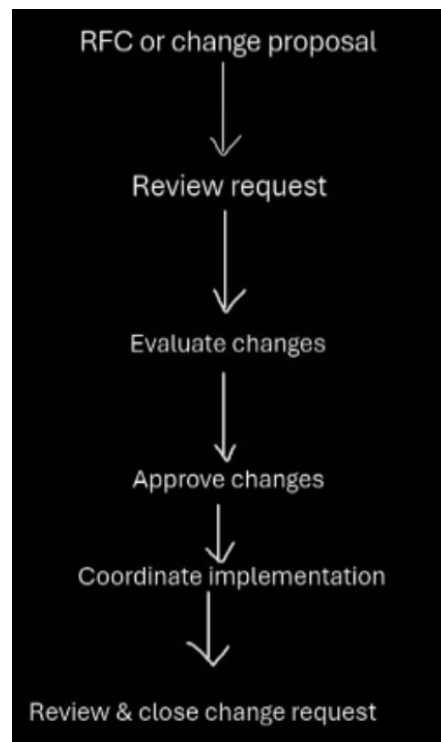 RFC or change proposal
Review request
Evaluate changes
Approve changes
Coordinate implementation
Review & close change request